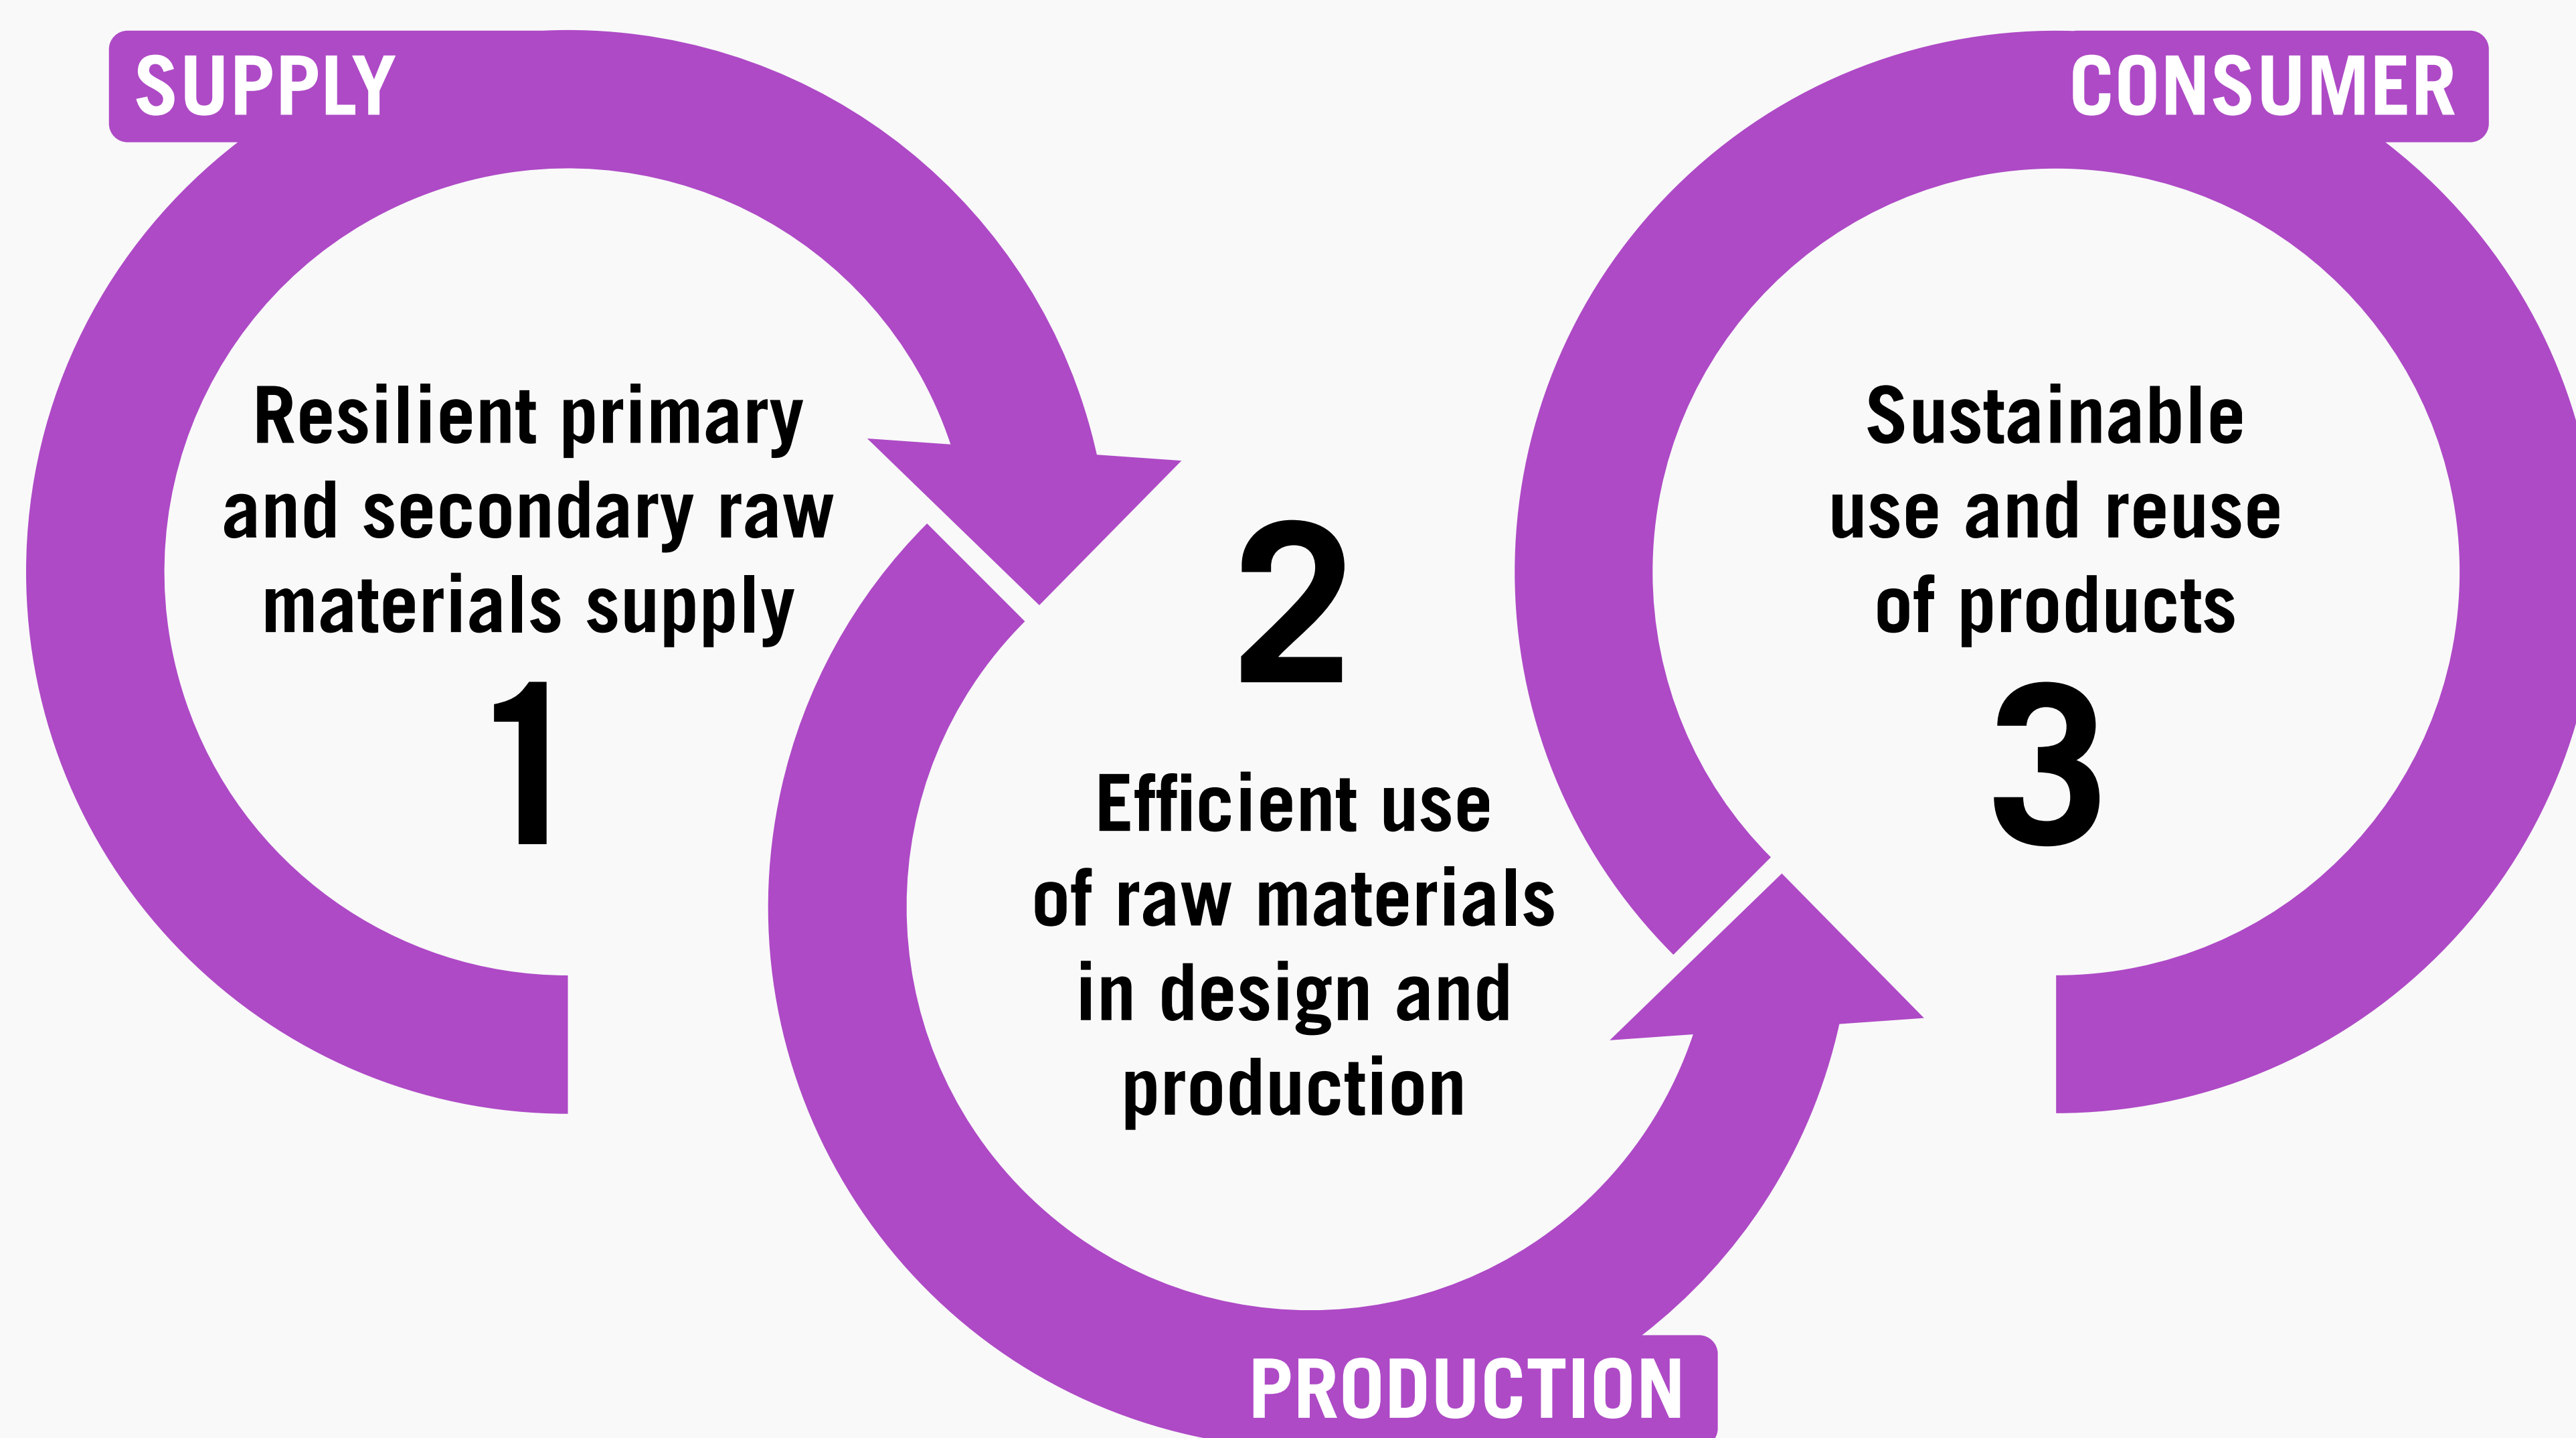 SUPPLY
Resilient primary
and secondary raw
materials supply
1
2
Efficient use
of raw materials
in design and
production
PRODUCTION
CONSUMER
Sustainable
use and reuse
of products
3